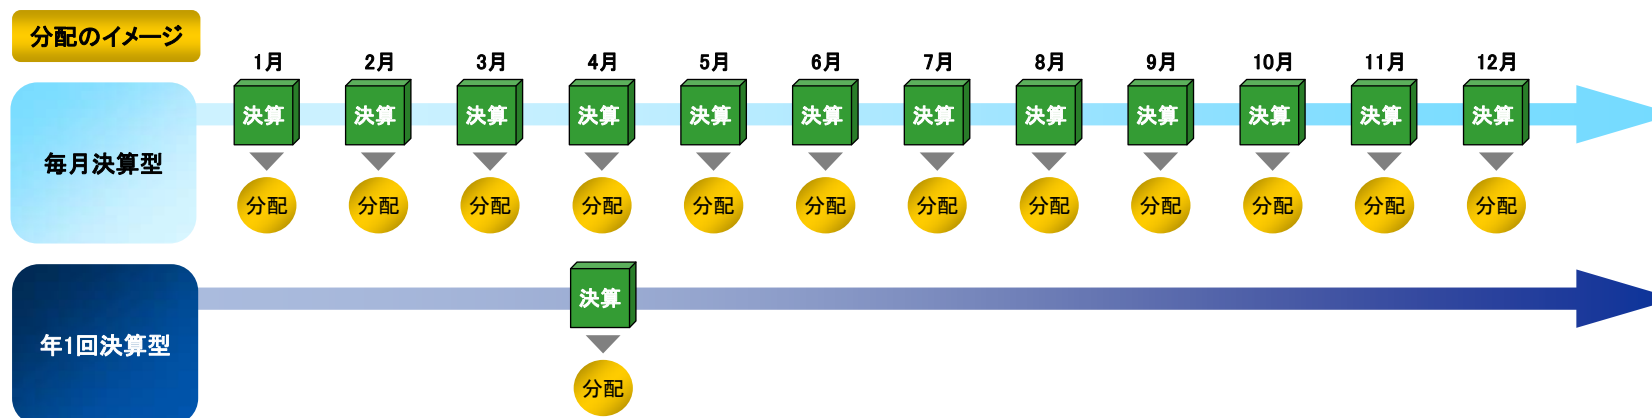 分配のイメージ
1月 2月 3月 4月 5月 6月 7月 8月 9月 10月 11月 12月
毎月決算型
決算 決算 決算 決算 決算 決算 決算 決算 決算 決算 決算 決算
分配 分配 分配 分配 分配 分配 分配 分配 分配 分配 分配 分配
年1回決算型
決算
分配